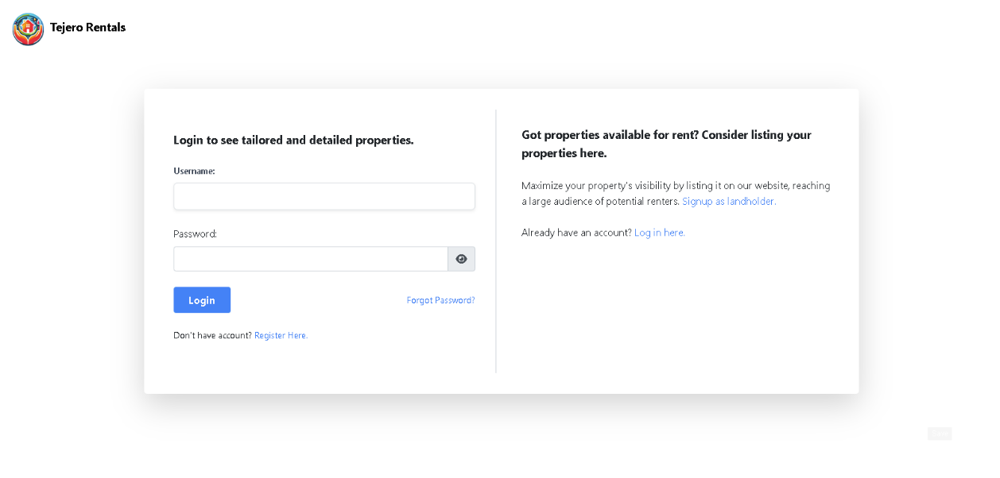 Tejero Rentals
Login to see tailored and detailed properties.
Username:
Password:
Login
Forgot Password?
Don't have account? Register Here.
Got properties available for rent? Consider listing your
properties here.
Maximize your property's visibility by listing it on our website, reaching
a large audience of potential renters. Signup as landholder.
Already have an account? Log in here.